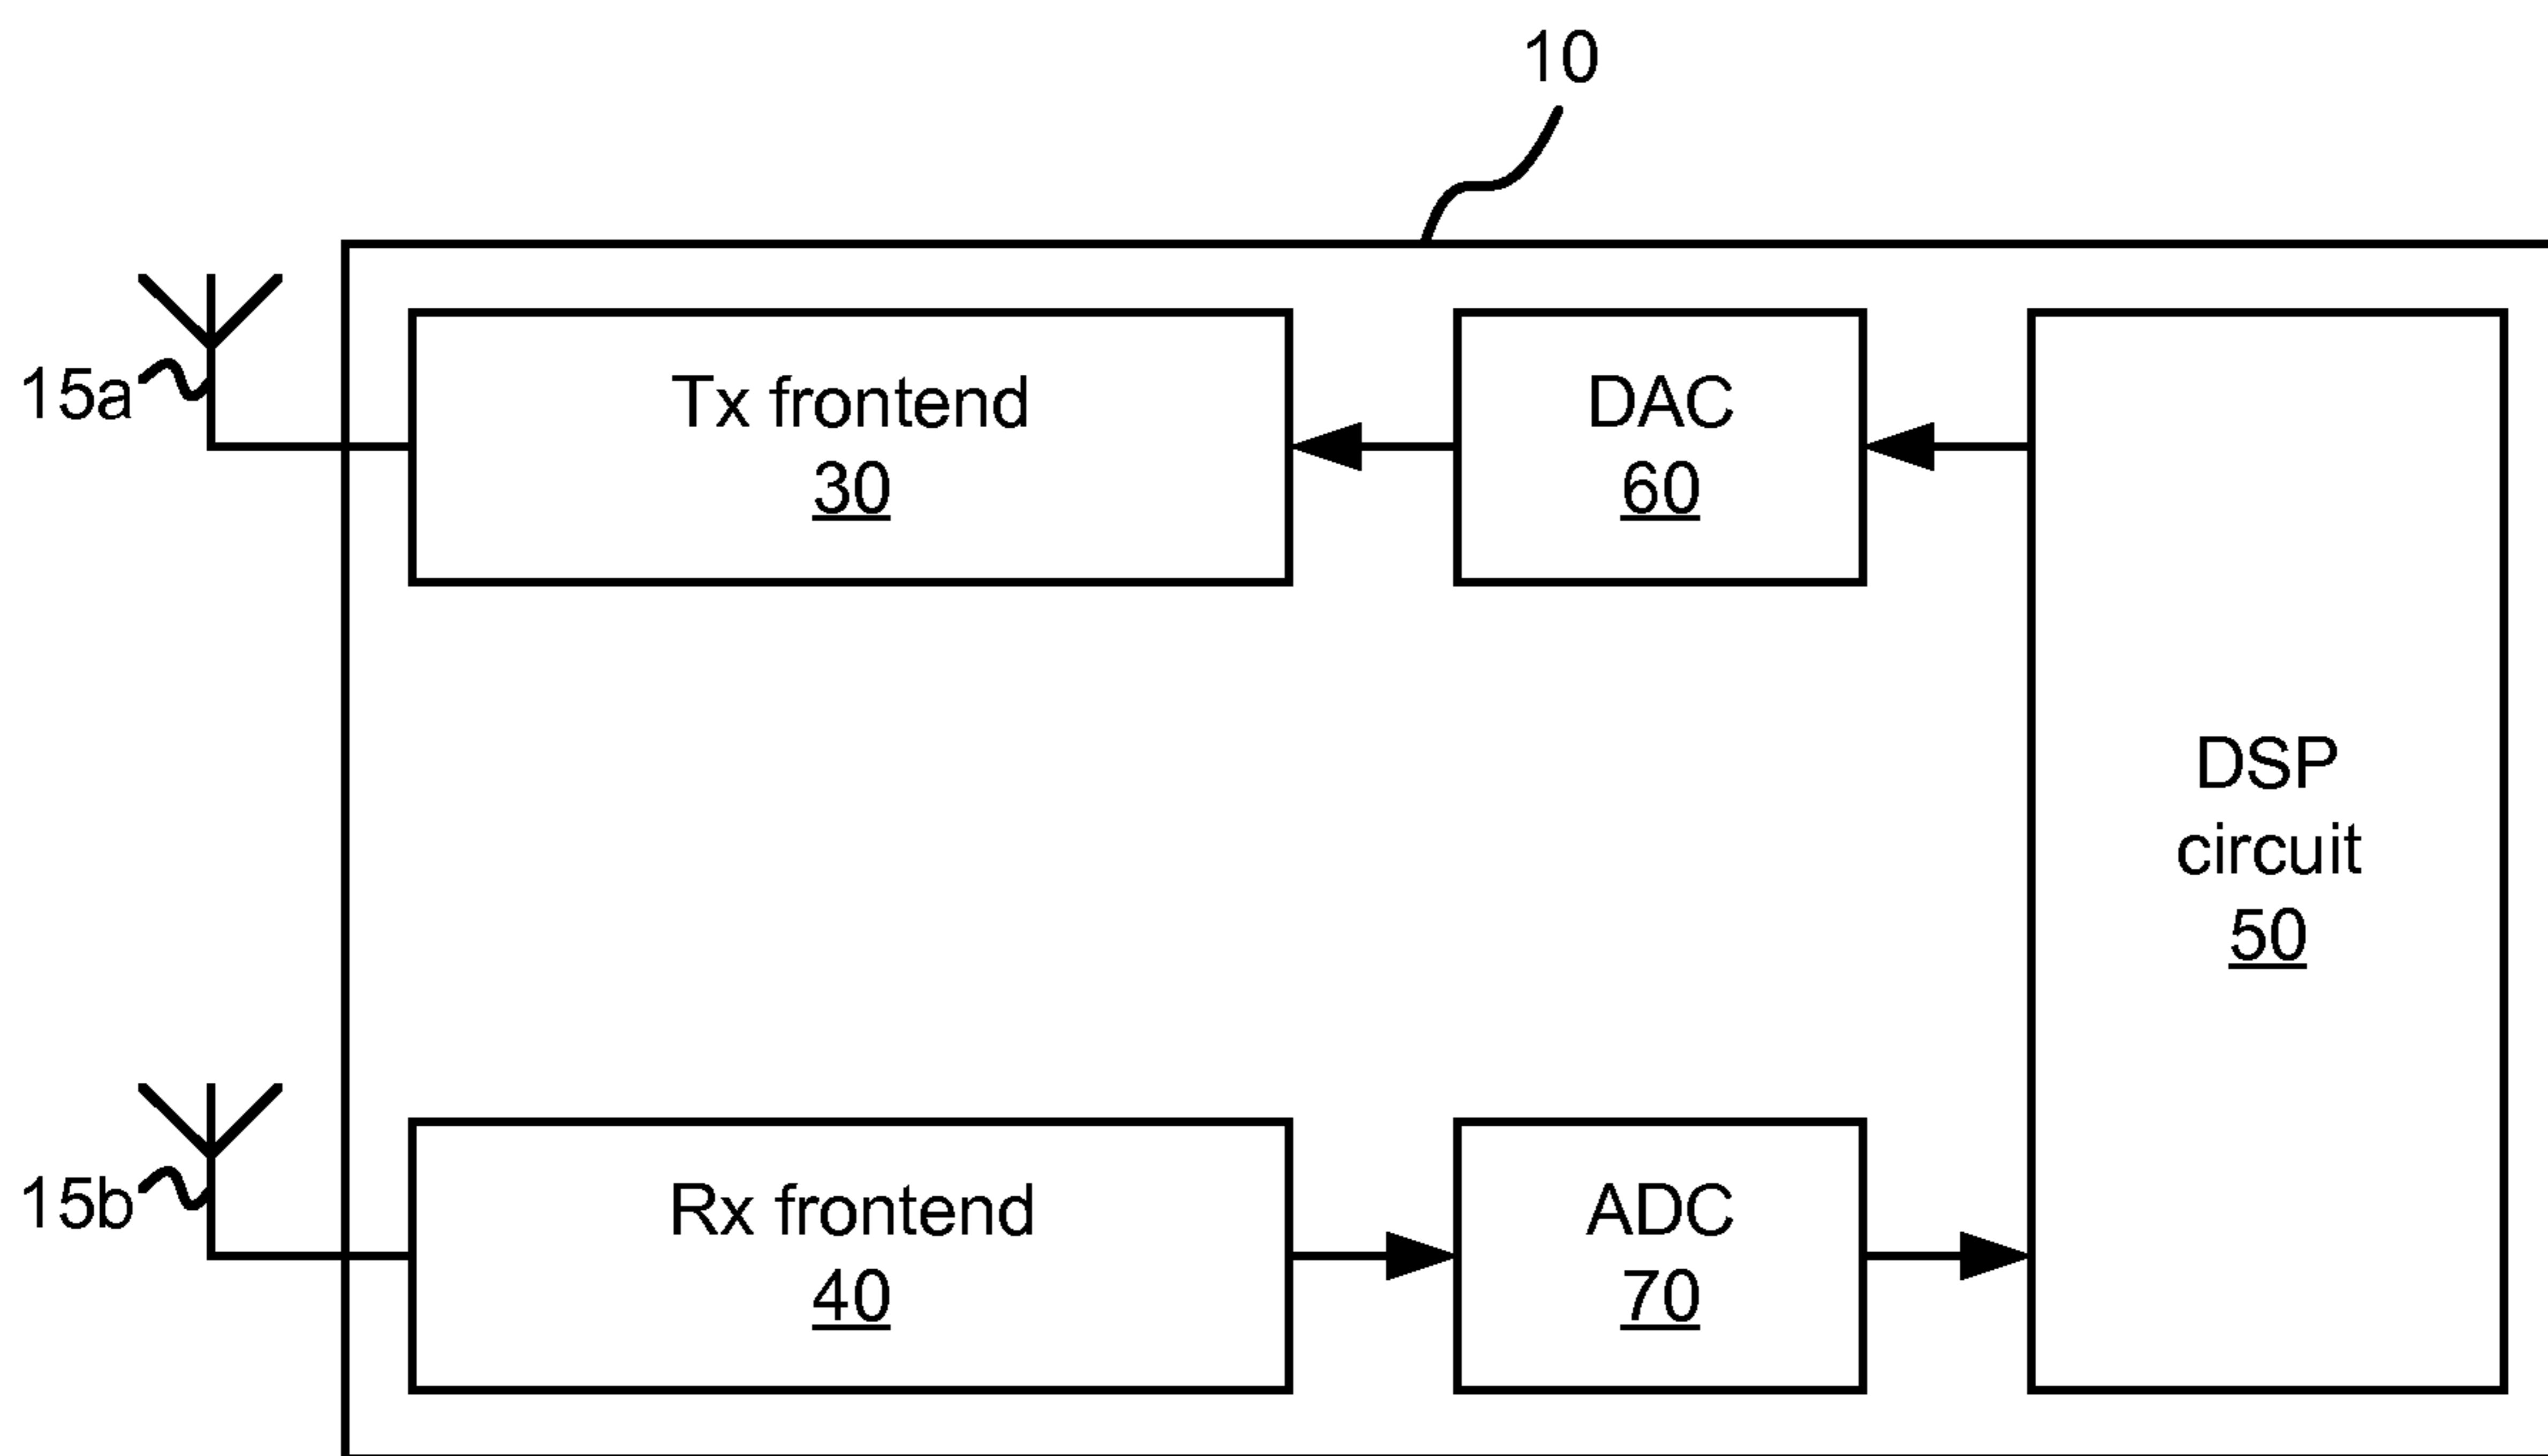 10
15a
Tx frontend
30
DAC
60
DSP
circuit
50
15b
Rx frontend
40
ADC
70